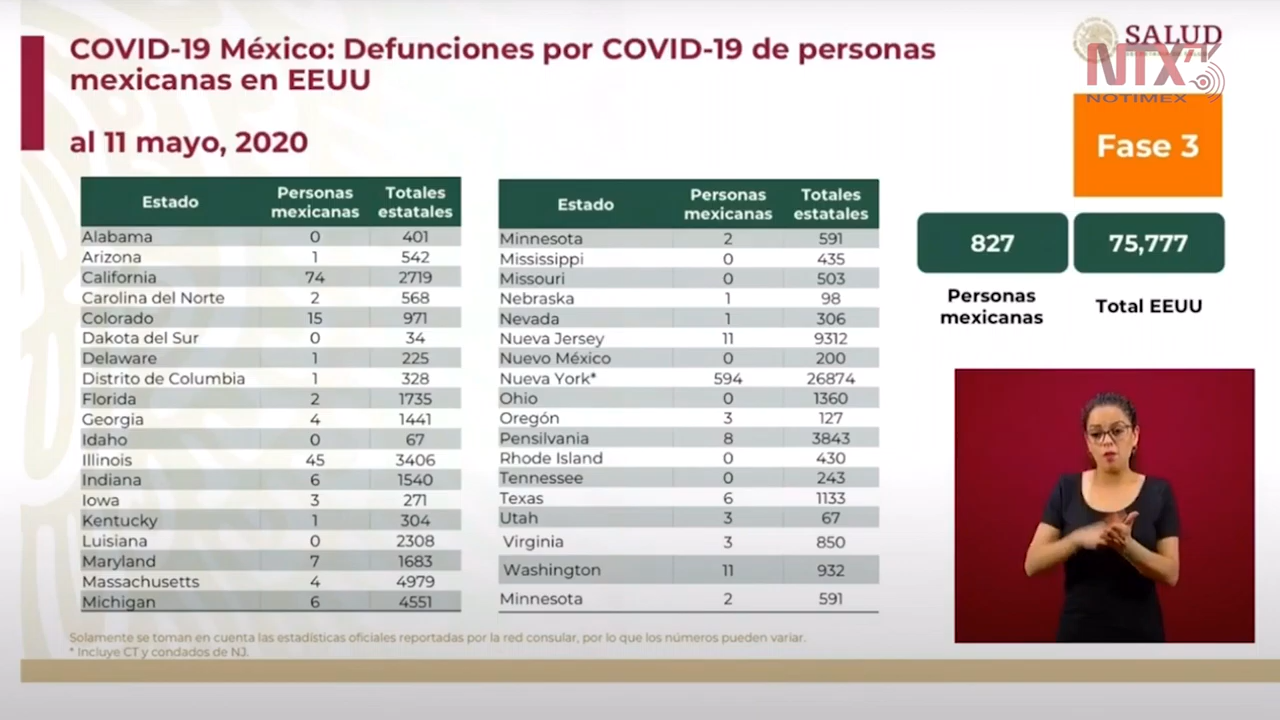 COVID-19 México: Defunciones por COVID-19 de personas
mexicanas en EEUU
al 11 mayo, 2020
SALUD
NTX
NOTIMEX
Fase 3
Estado Personas mexicanas Totales estatales
Alabama 0 401
Arizona 1 542
California 74 2719
Carolina del Norte 2 568
Colorado 15 971
Dakota del Sur 0 34
Delaware 1 225
Distrito de Columbia 1 328
Florida 2 1735
Georgia 4 1441
Idaho 0 67
Illinois 45 3406
Indiana 6 1540
Iowa 3 271
Kentucky 1 304
Luisiana 0 2308
Maryland 7 1683
Massachusetts 4 4979
Michigan 6 4551
Estado Personas mexicanas Totales estatales
Minnesota 2 591
Mississippi 0 435
Missouri 0 503
Nebraska 1 98
Nevada 1 306
Nueva Jersey 11 9312
Nuevo México 0 200
Nueva York* 594 26874
Ohio 0 1360
Oregón 3 127
Pensilvania 8 3843
Rhode Island 0 430
Tennessee 0 243
Texas 6 1133
Utah 3 67
Virginia 3 850
Washington 11 932
Minnesota 2 591
827 75,777
Personas mexicanas Total EEUU
Solamente se toman en cuenta las estadísticas oficiales reportadas por la red consular, por lo que los números pueden variar.
* Incluye CT y condados de NJ.